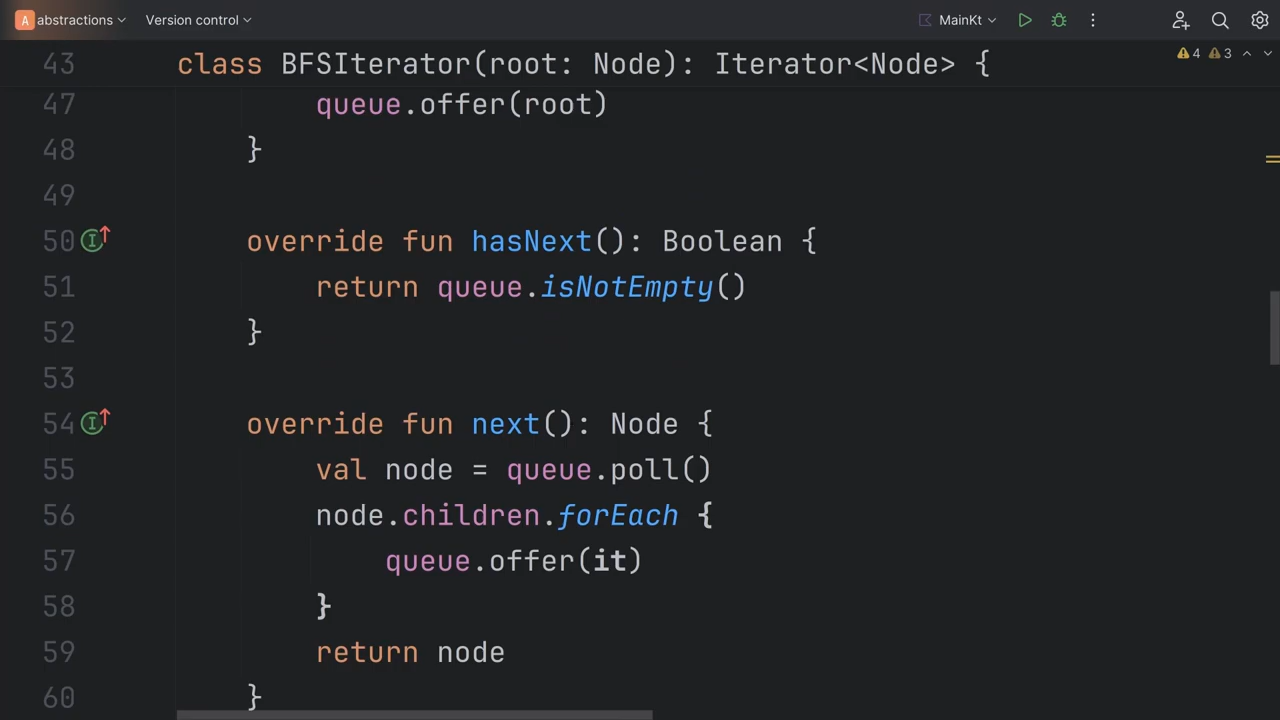 A abstractions Version control MainKt
43 class BFSIterator(root: Node): Iterator<Node> {
4 3
47 queue.offer(root)
48 }
49
50 override fun hasNext(): Boolean {
51 return queue.isNotEmpty()
52 }
53
54 override fun next(): Node {
55 val node = queue.poll()
56 node.children.forEach {
57 queue.offer(it)
58 }
59 return node
60 }